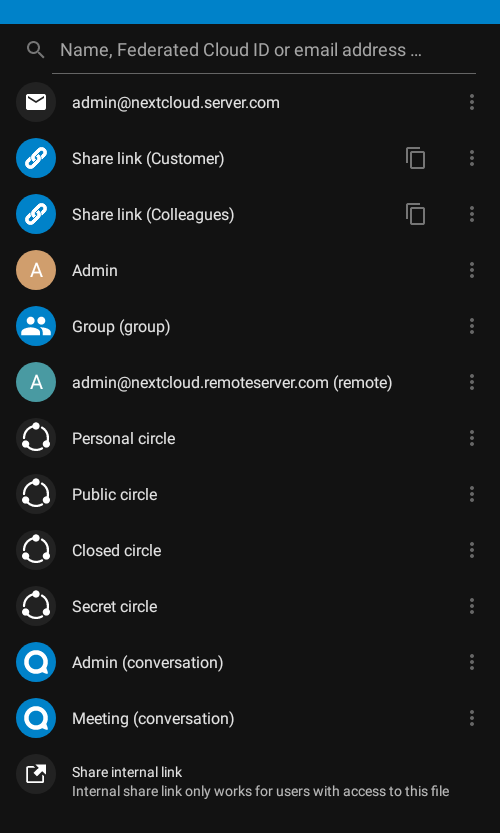 Name, Federated Cloud ID or email address …
admin@nextcloud.server.com
Share link (Customer)
Share link (Colleagues)
A Admin
Group (group)
A admin@nextcloud.remoteserver.com (remote)
Personal circle
Public circle
Closed circle
Secret circle
Admin (conversation)
Meeting (conversation)
Share internal link
Internal share link only works for users with access to this file